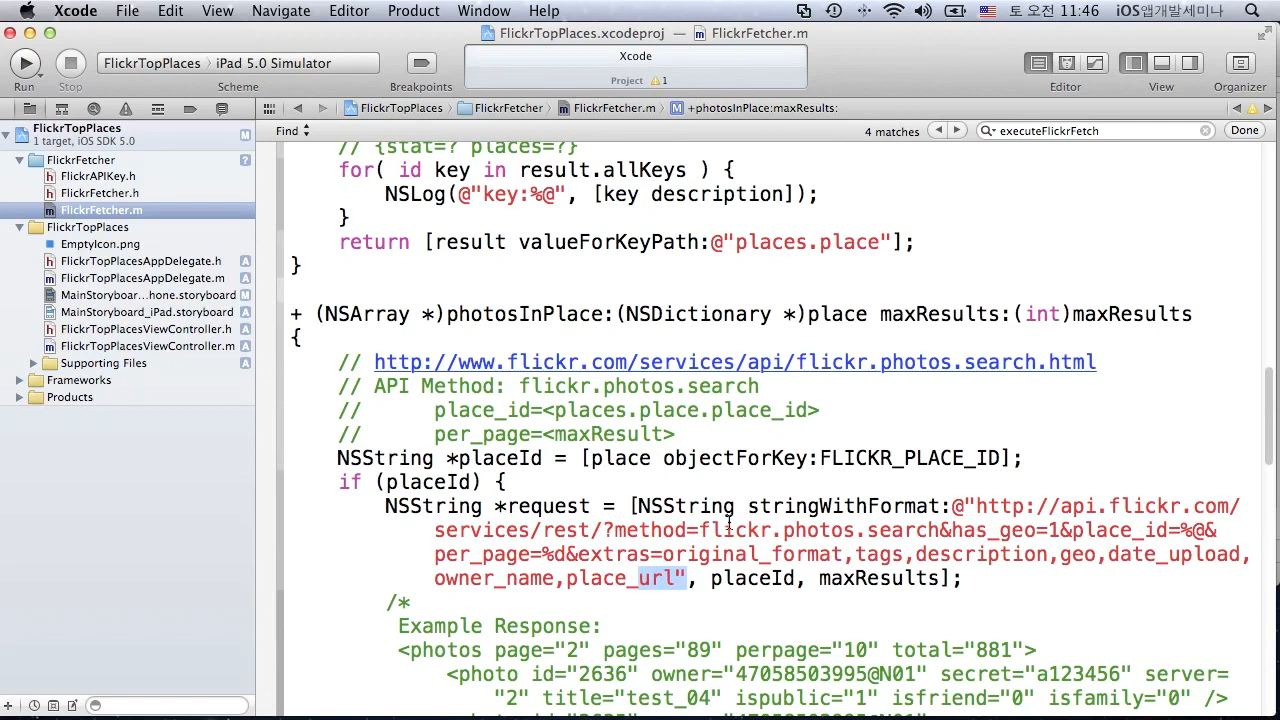 Xcode File Edit View Navigate Editor Product Window Help 토 오전 11:46 iOS앱개발세미나
FlickrTopPlaces.xcodeproj — FlickrFetcher.m
FlickrTopPlaces iPad 5.0 Simulator
Xcode
Project 1
Run Stop Scheme Breakpoints Editor View Organizer
FlickrTopPlaces FlickrFetcher FlickrFetcher.m M +photosInPlace:maxResults:
Find 4 matches executeFlickrFetch Done
FlickrTopPlaces M
1 target, iOS SDK 5.0
FlickrFetcher ?
h FlickrAPIKey.h
h FlickrFetcher.h
m FlickrFetcher.m
FlickrTopPlaces
EmptyIcon.png
h FlickrTopPlacesAppDelegate.h A
m FlickrTopPlacesAppDelegate.m A
MainStoryboar...hone.storyboard M
MainStoryboard_iPad.storyboard A
h FlickrTopPlacesViewController.h A
m FlickrTopPlacesViewController.m A
Supporting Files A
Frameworks
Products
// {stat=? places=?}
for( id key in result.allKeys ) {
NSLog(@"key:%@", [key description]);
}
return [result valueForKeyPath:@"places.place"];
}
+ (NSArray *)photosInPlace:(NSDictionary *)place maxResults:(int)maxResults
{
// http://www.flickr.com/services/api/flickr.photos.search.html
// API Method: flickr.photos.search
// place_id=<places.place.place_id>
// per_page=<maxResult>
NSString *placeId = [place objectForKey:FLICKR_PLACE_ID];
if (placeId) {
NSString *request = [NSString stringWithFormat:@"http://api.flickr.com/
services/rest/?method=flickr.photos.search&has_geo=1&place_id=%@&
per_page=%d&extras=original_format,tags,description,geo,date_upload,
owner_name,place_url", placeId, maxResults];
/*
Example Response:
<photos page="2" pages="89" perpage="10" total="881">
<photo id="2636" owner="47058503995@N01" secret="a123456" server=
"2" title="test_04" ispublic="1" isfriend="0" isfamily="0" />